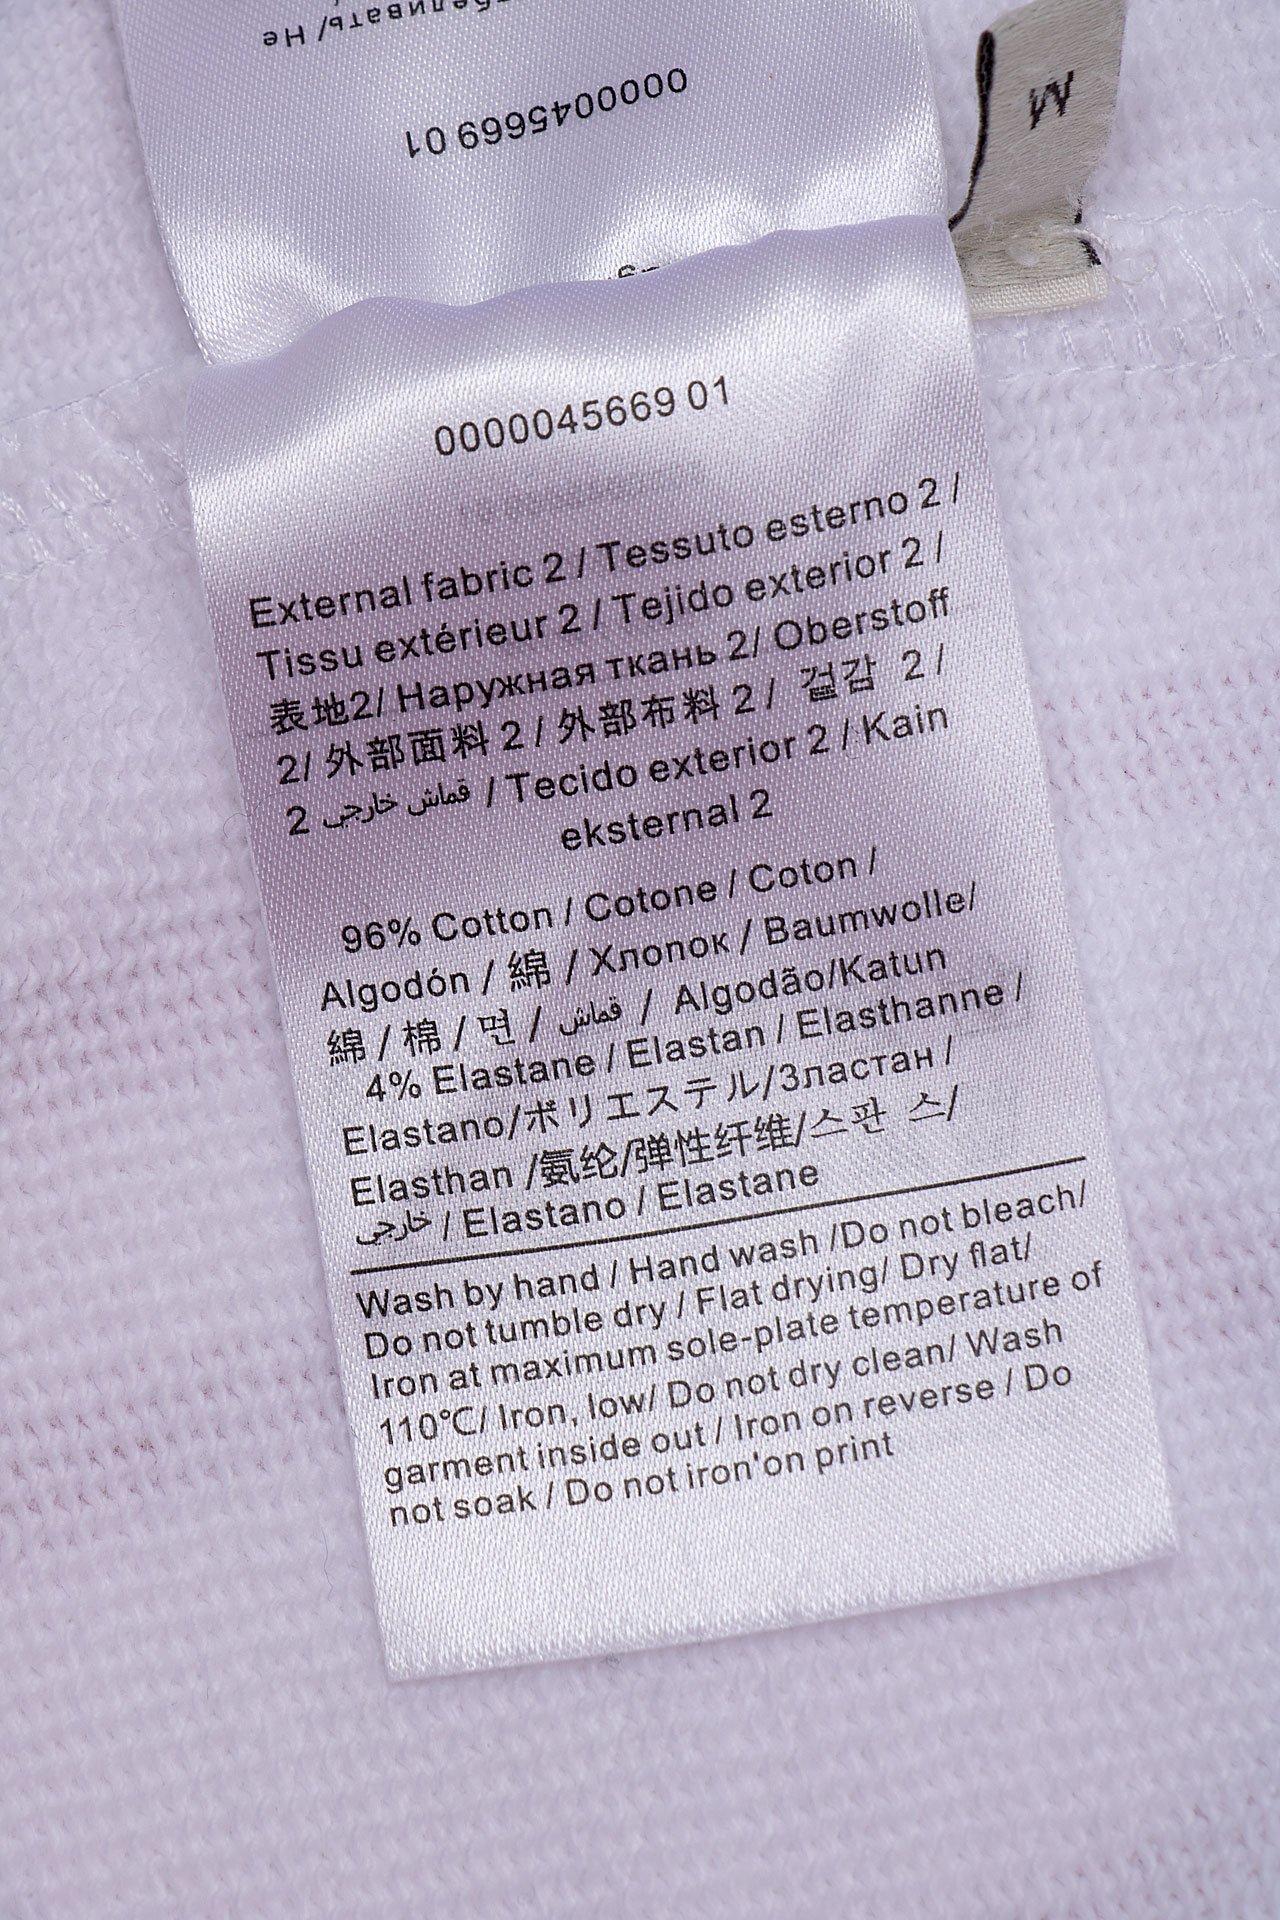 отбеливать/ Не
0000045669 01
M
0000045669 01
External fabric 2 / Tessuto esterno 2 /
Tissu extérieur 2 / Tejido exterior 2 /
表地2/ Наружная ткань 2/ Oberstoff
2/ 外部面料 2 / 外部布料 2 / 겉감 2 /
2 قماش خارجي / Tecido exterior 2 / Kain
eksternal 2
96% Cotton / Cotone / Coton /
Algodón / 綿 / Хлопок / Baumwolle/
綿 / 棉 / 면 / قماش / Algodão/Katun
4% Elastane / Elastan / Elasthanne /
Elastano/ポリエステル/Зластан /
Elasthan /氨纶/弹性纤维/스판 스/
خارجي / Elastano / Elastane
Wash by hand / Hand wash /Do not bleach/
Do not tumble dry / Flat drying/ Dry flat/
Iron at maximum sole-plate temperature of
110℃/ Iron, low/ Do not dry clean/ Wash
garment inside out / Iron on reverse / Do
not soak / Do not iron'on print